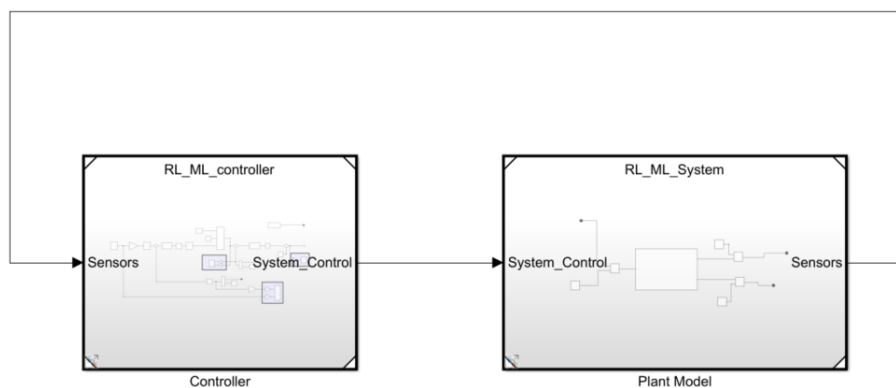 RL_ML_controller
RL_ML_System
Sensors
System_Control
System_Control
Sensors
Controller
Plant Model